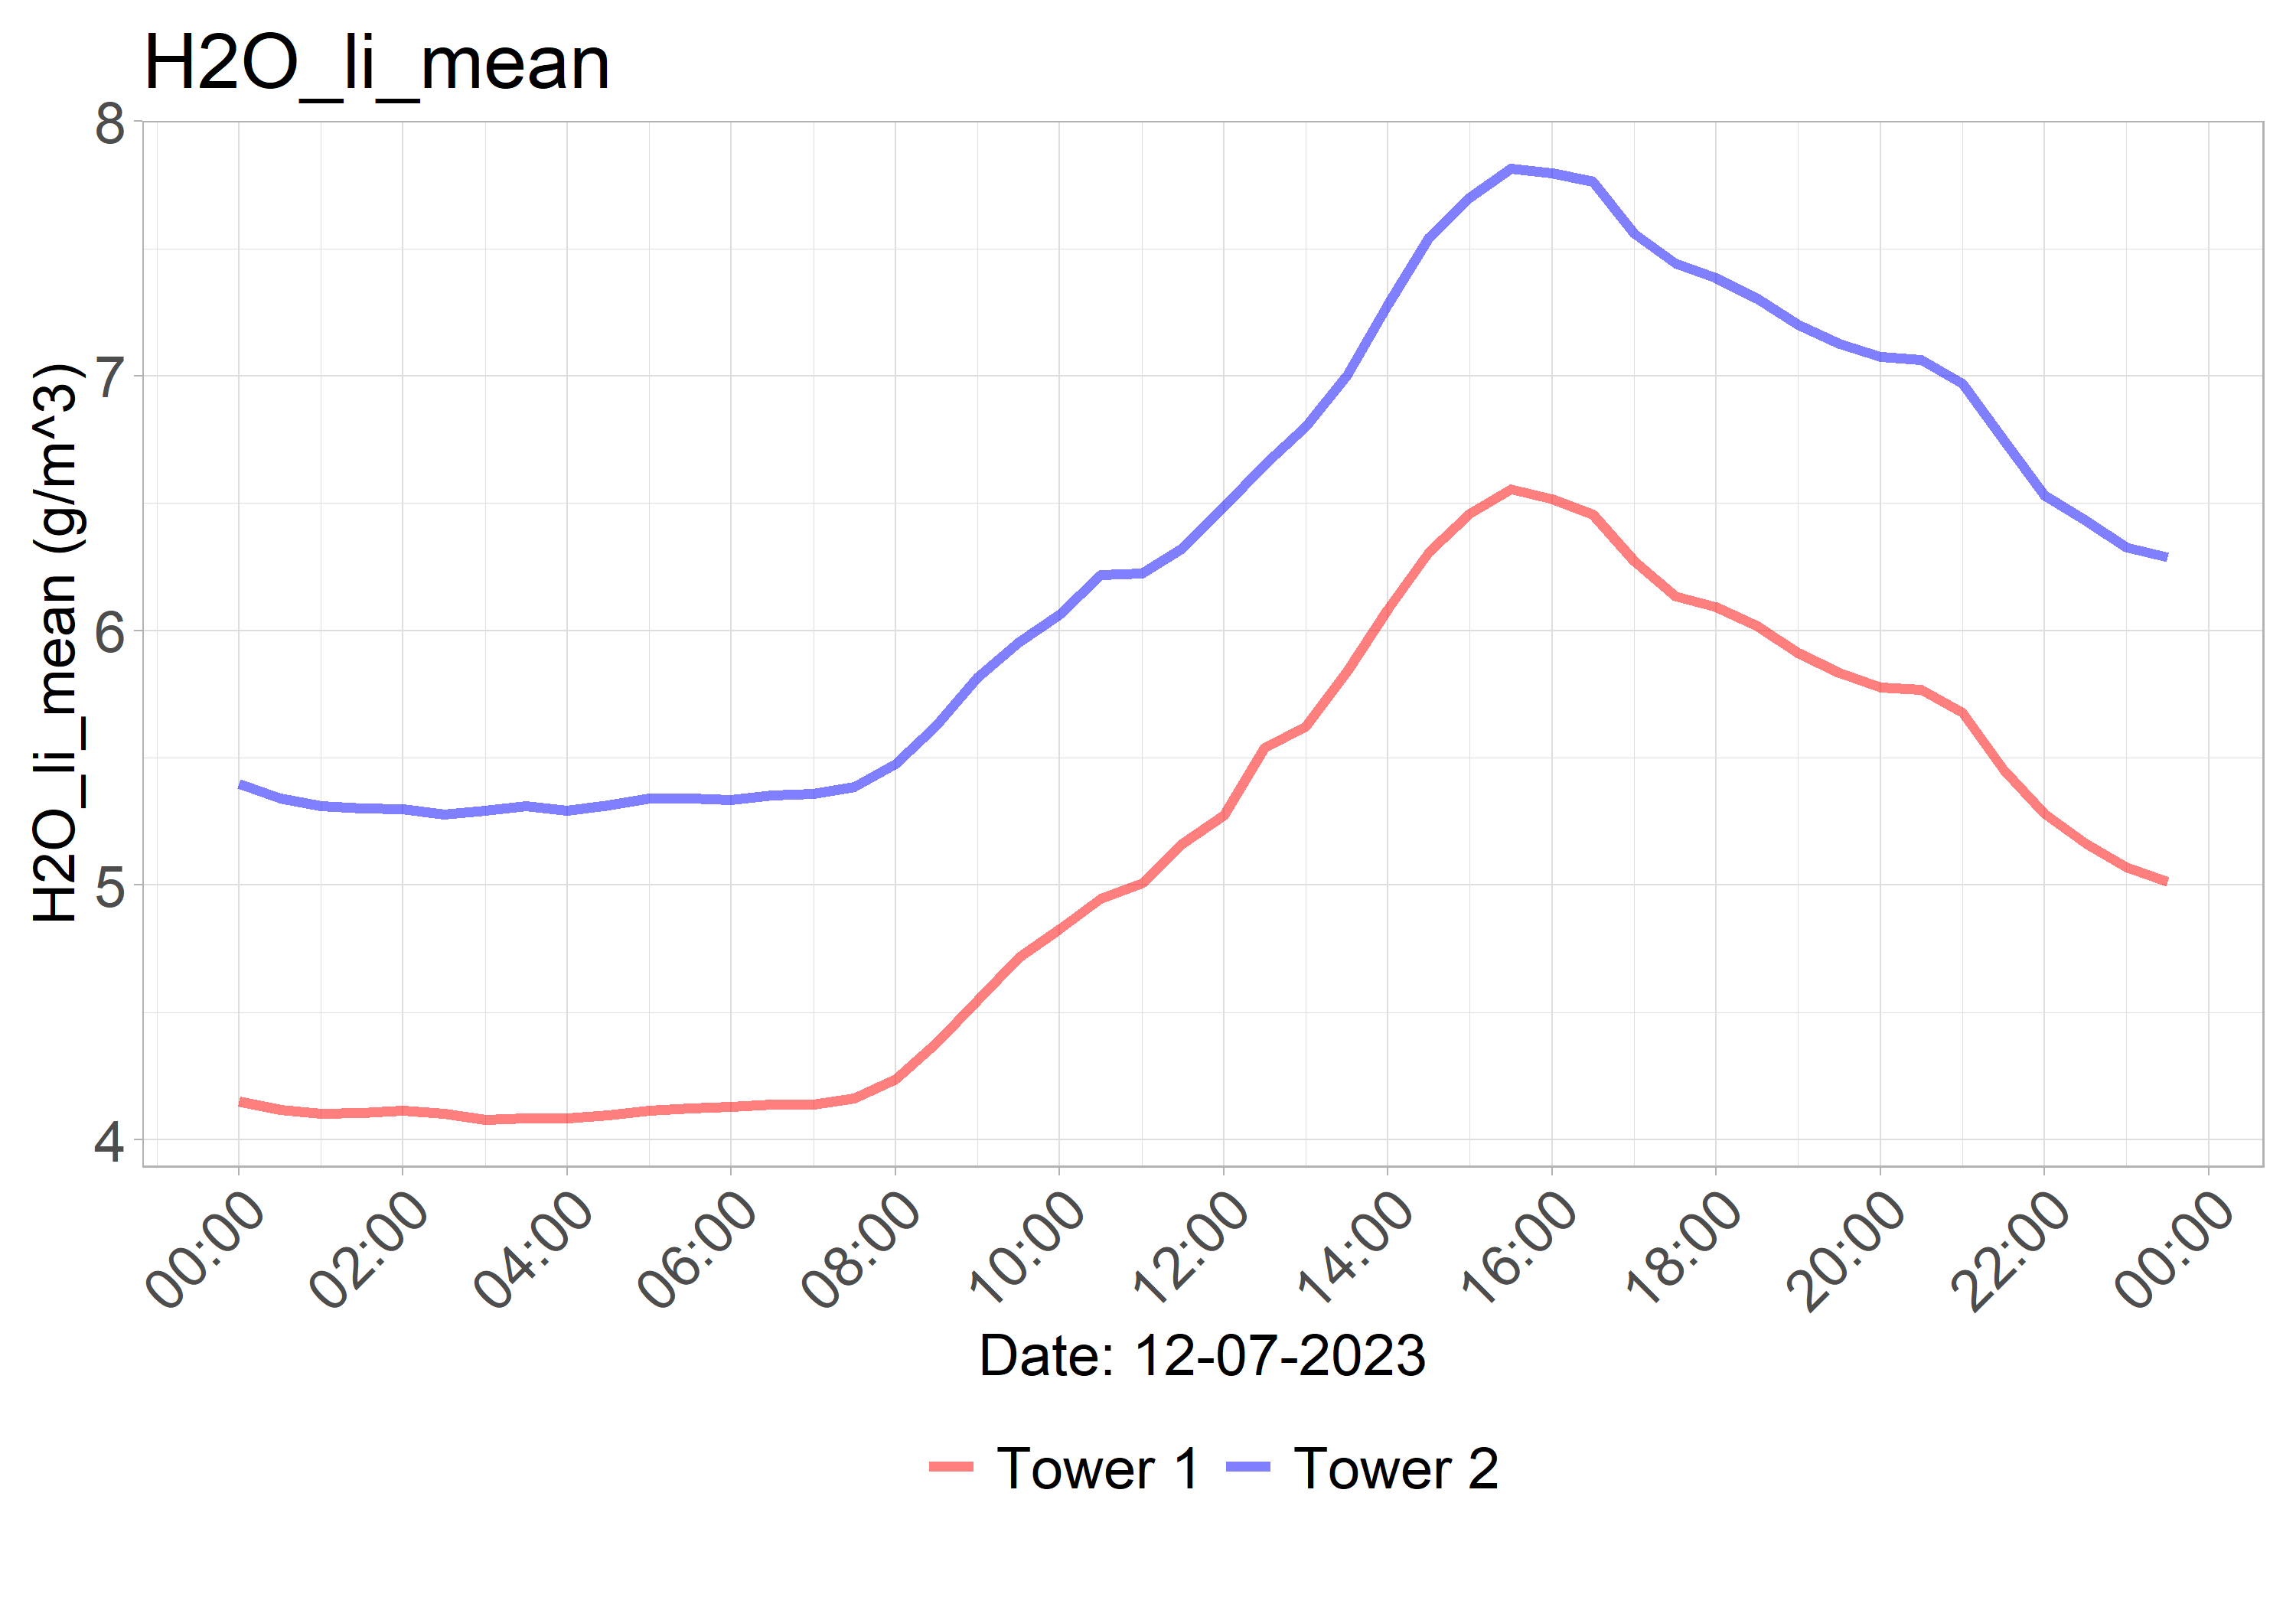 H2O_li_mean
H2O_li_mean (g/m^3)
8
7
6
5
4
00:00 02:00 04:00 06:00 08:00 10:00 12:00 14:00 16:00 18:00 20:00 22:00 00:00
Date: 12-07-2023
Tower 1 Tower 2